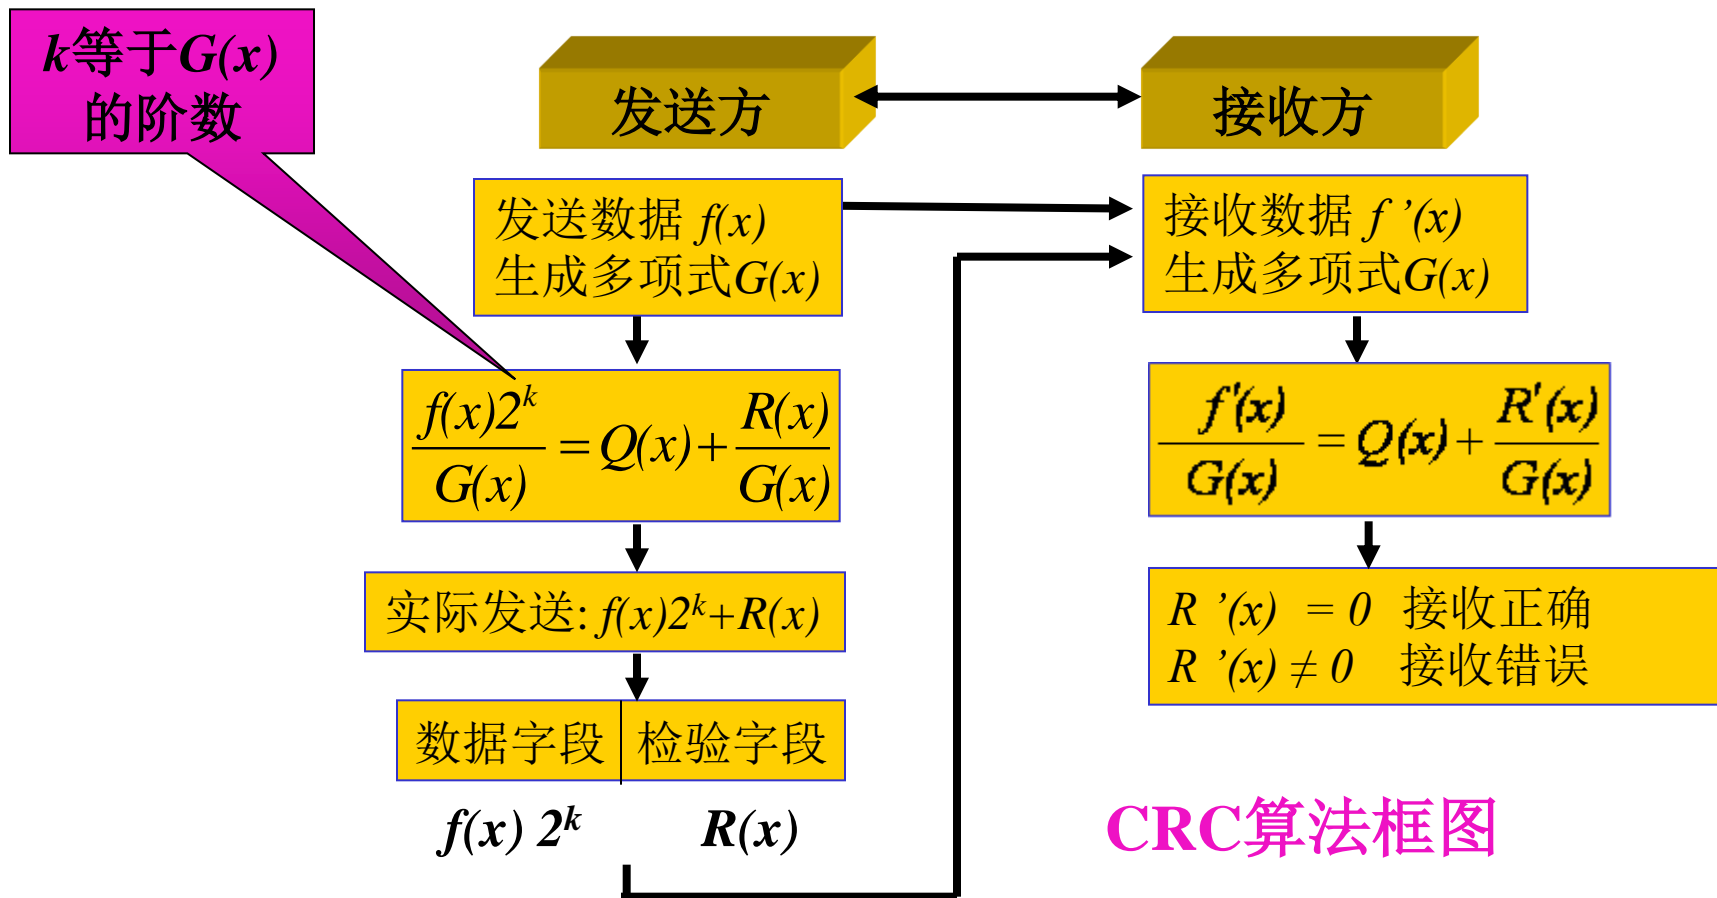 k等于G(x)
的阶数
发送方
接收方
发送数据 f(x)
生成多项式G(x)
接收数据 f ’(x)
生成多项式G(x)
f(x)2^k / G(x) = Q(x) + R(x) / G(x)
f'(x) / G(x) = Q(x) + R'(x) / G(x)
实际发送: f(x)2^k+R(x)
R ’(x) = 0 接收正确
R ’(x) ≠ 0 接收错误
数据字段 检验字段
f(x) 2^k R(x)
CRC算法框图